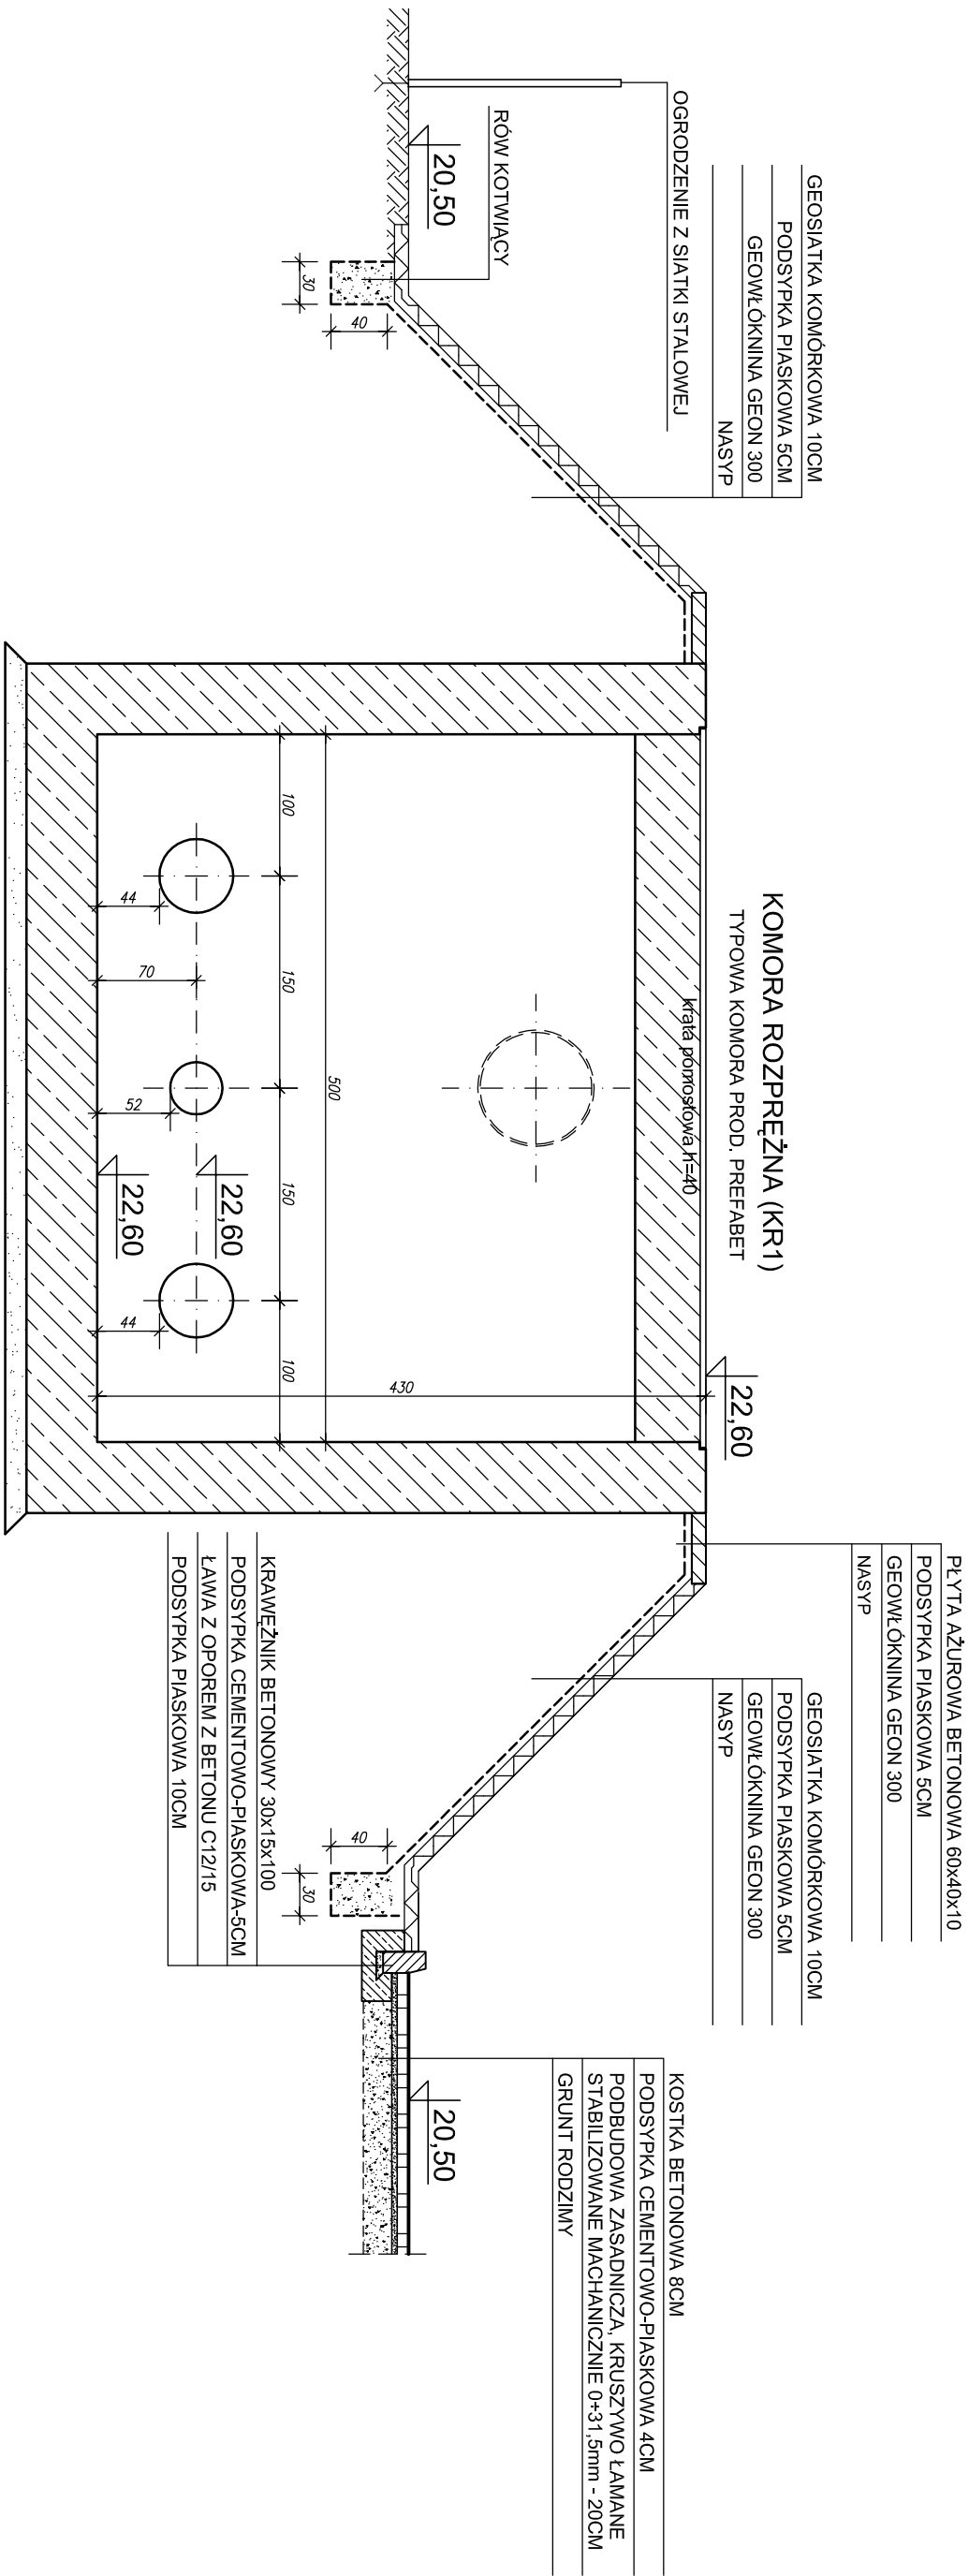 GEOSIATKA KOMÓRKOWA 10CM
PODSYPKA PIASKOWA 5CM
GEOWŁÓKNINA GEON 300
NASYP
OGRODZENIE Z SIATKI STALOWEJ
RÓW KOTWIĄCY
20,50
30
40
KOMORA ROZPRĘŻNA (KR1)
TYPOWA KOMORA PROD. PREFABET
krata pomostowa h=40
22,60
430
500
100
150
150
100
44
70
52
44
22,60
22,60
PŁYTA AŻUROWA BETONOWA 60x40x10
PODSYPKA PIASKOWA 5CM
GEOWŁÓKNINA GEON 300
NASYP
GEOSIATKA KOMÓRKOWA 10CM
PODSYPKA PIASKOWA 5CM
GEOWŁÓKNINA GEON 300
NASYP
40
30
KRAWĘŻNIK BETONOWY 30x15x100
PODSYPKA CEMENTOWO-PIASKOWA-5CM
ŁAWA Z OPOREM Z BETONU C12/15
PODSYPKA PIASKOWA 10CM
KOSTKA BETONOWA 8CM
PODSYPKA CEMENTOWO-PIASKOWA 4CM
PODBUDOWA ZASADNICZA, KRUSZYWO ŁAMANE
STABILIZOWANE MACHANICZNIE 0÷31,5mm - 20CM
GRUNT RODZIMY
20,50